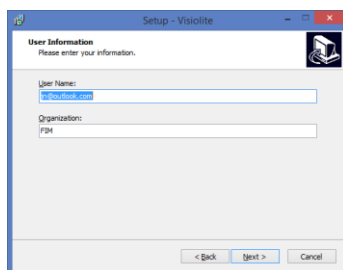 Setup - Visiolite
User Information
Please enter your information.
User Name:
n@outlook.com
Organization:
FIM
< Back Next > Cancel